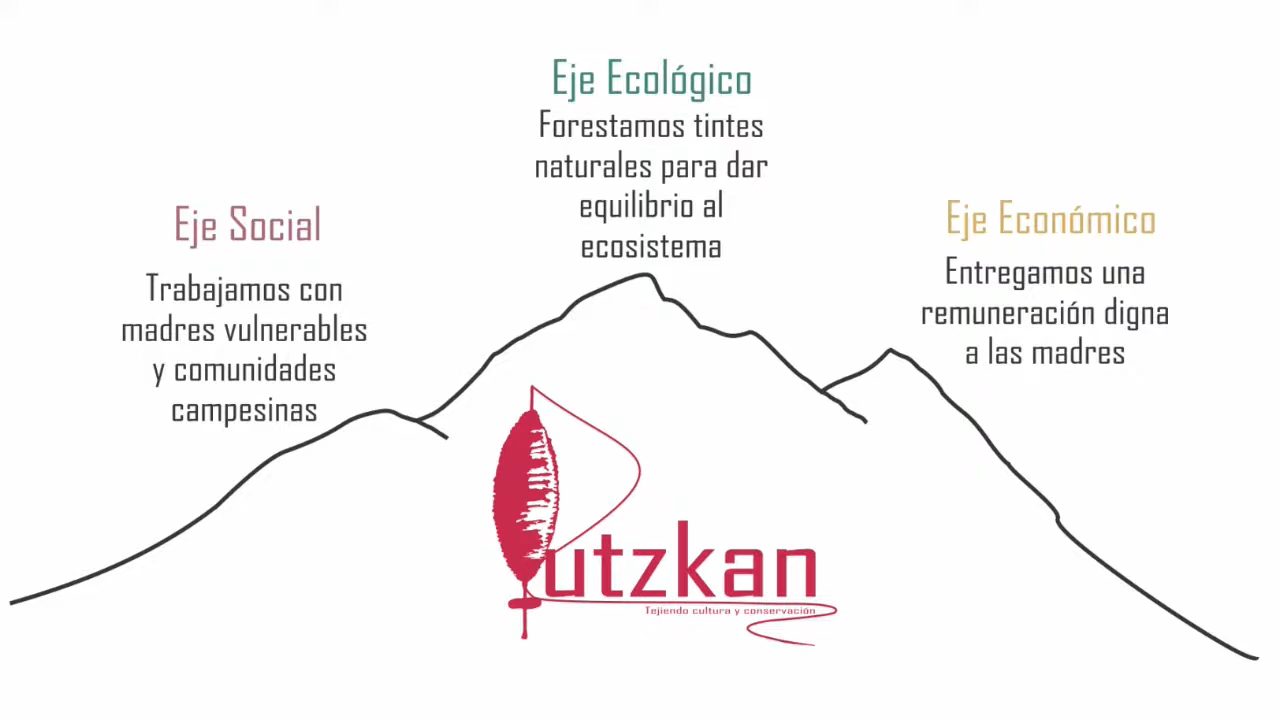 Eje Social
Trabajamos con
madres vulnerables
y comunidades
campesinas
Eje Ecológico
Forestamos tintes
naturales para dar
equilibrio al
ecosistema
Eje Económico
Entregamos una
remuneración digna
a las madres
Putzkan
Tejiendo cultura y conservación